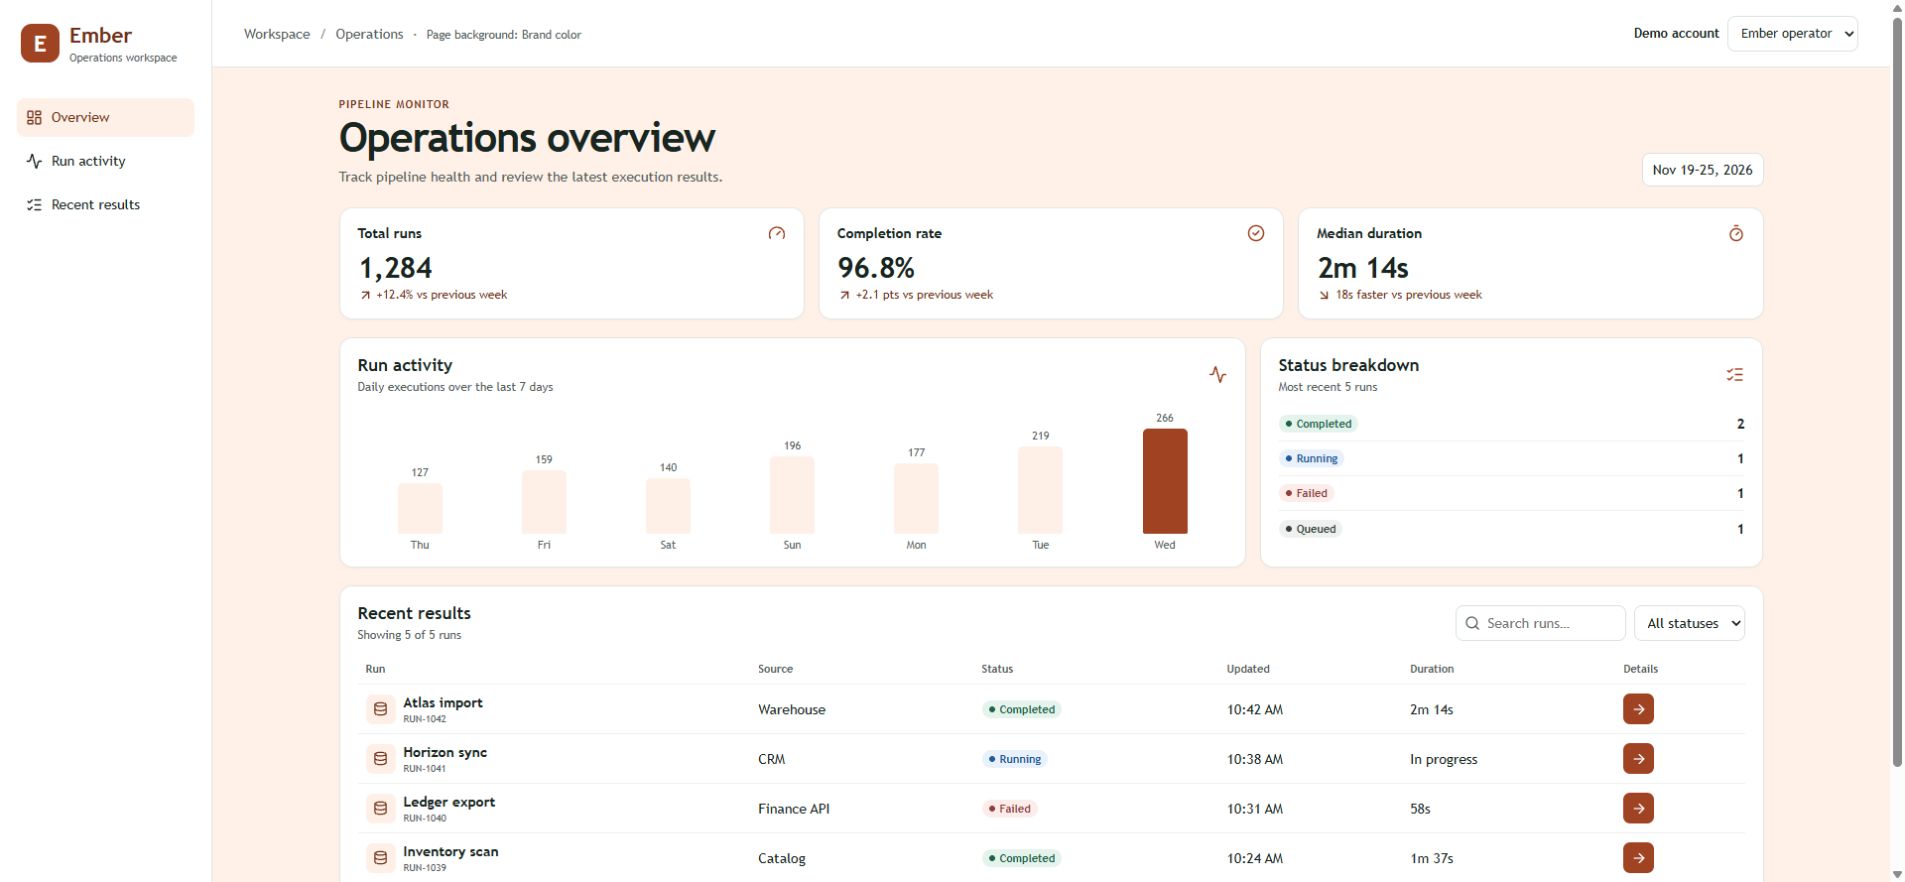 E
Ember
Operations workspace
Overview
Run activity
Recent results
Workspace / Operations · Page background: Brand color
Demo account
Ember operator
PIPELINE MONITOR
Operations overview
Track pipeline health and review the latest execution results.
Nov 19-25, 2026
Total runs
1,284
+12.4% vs previous week
Completion rate
96.8%
+2.1 pts vs previous week
Median duration
2m 14s
18s faster vs previous week
Run activity
Daily executions over the last 7 days
127
159
140
196
177
219
266
Thu
Fri
Sat
Sun
Mon
Tue
Wed
Status breakdown
Most recent 5 runs
Completed 2
Running 1
Failed 1
Queued 1
Recent results
Showing 5 of 5 runs
Search runs...
All statuses
Run Source Status Updated Duration Details
Atlas import
RUN-1042
Warehouse Completed 10:42 AM 2m 14s
Horizon sync
RUN-1041
CRM Running 10:38 AM In progress
Ledger export
RUN-1040
Finance API Failed 10:31 AM 58s
Inventory scan
RUN-1039
Catalog Completed 10:24 AM 1m 37s